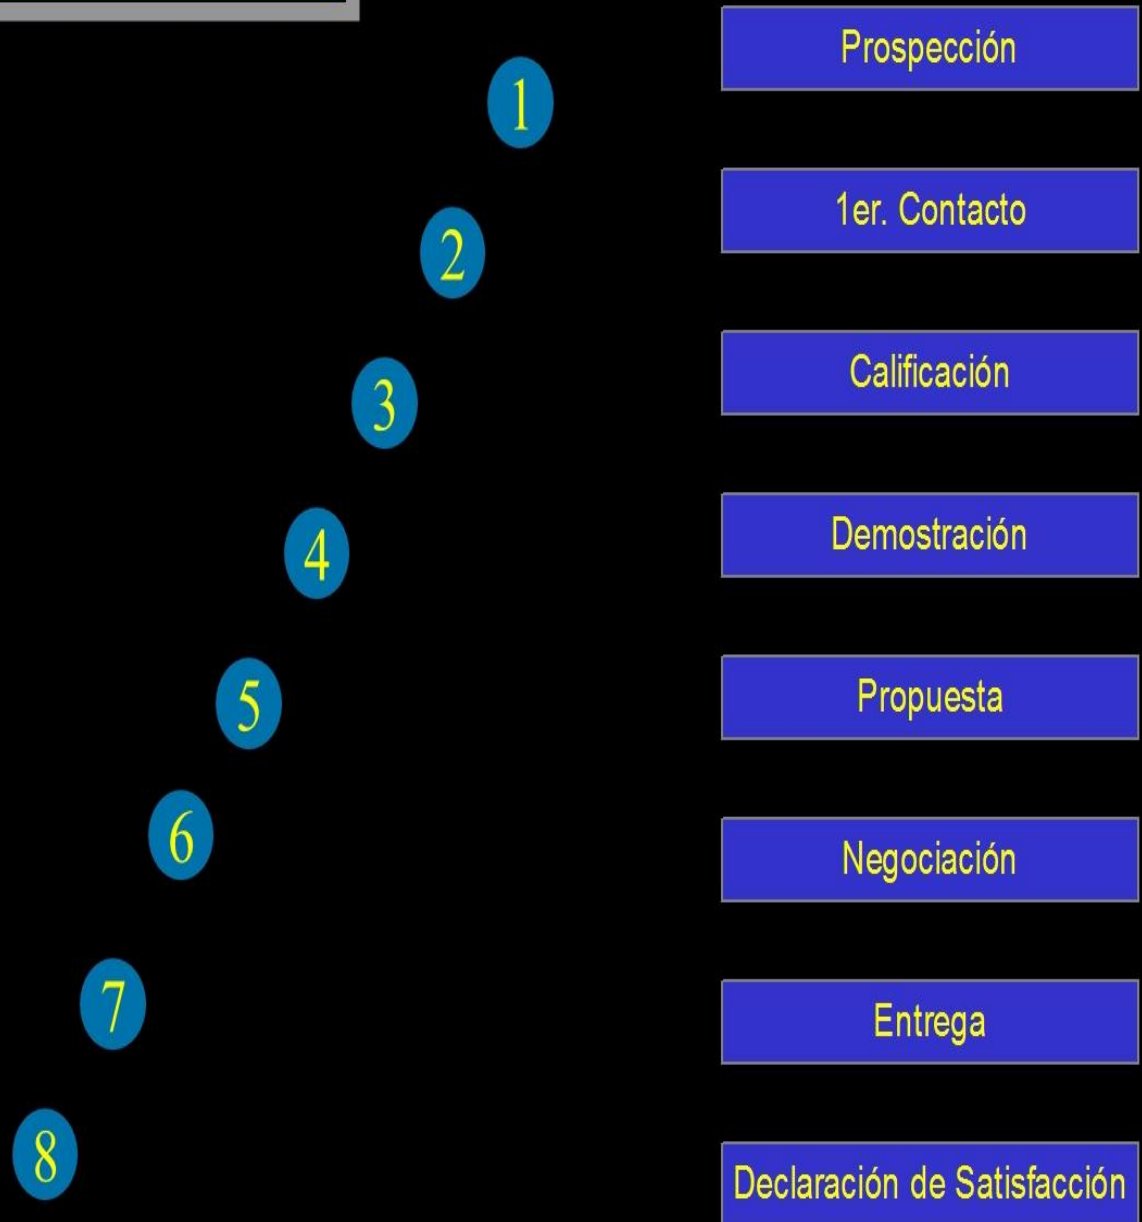 Prospección
1
1er. Contacto
2
Calificación
3
Demostración
4
Propuesta
5
Negociación
6
Entrega
7
Declaración de Satisfacción
8